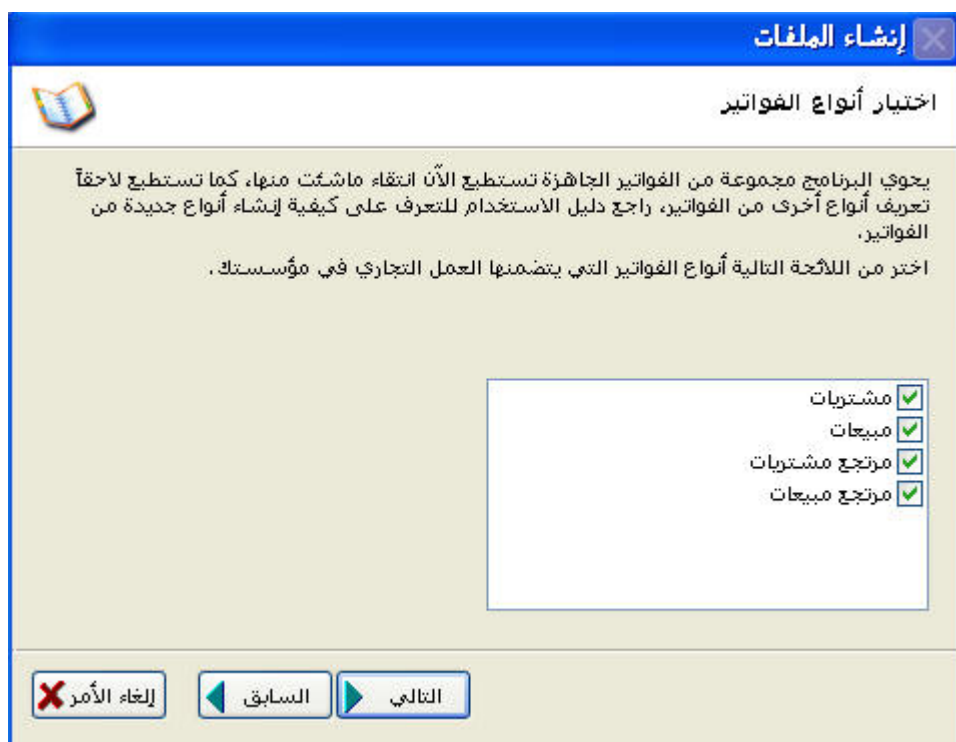 إنشاء الملفات
اختيار أنواع الفواتير
يحوي البرنامج مجموعة من الفواتير الجاهزة تستطيع الآن انتقاء ماشئت منها، كما تستطيع لاحقاً
تعريف أنواع أخرى من الفواتير، راجع دليل الاستخدام للتعرف على كيفية إنشاء أنواع جديدة من
الفواتير.
اختر من اللائحة التالية أنواع الفواتير التي يتضمنها العمل التجاري في مؤسستك.
مشتريات
مبيعات
مرتجع مشتريات
مرتجع مبيعات
التالي السابق إلغاء الأمر